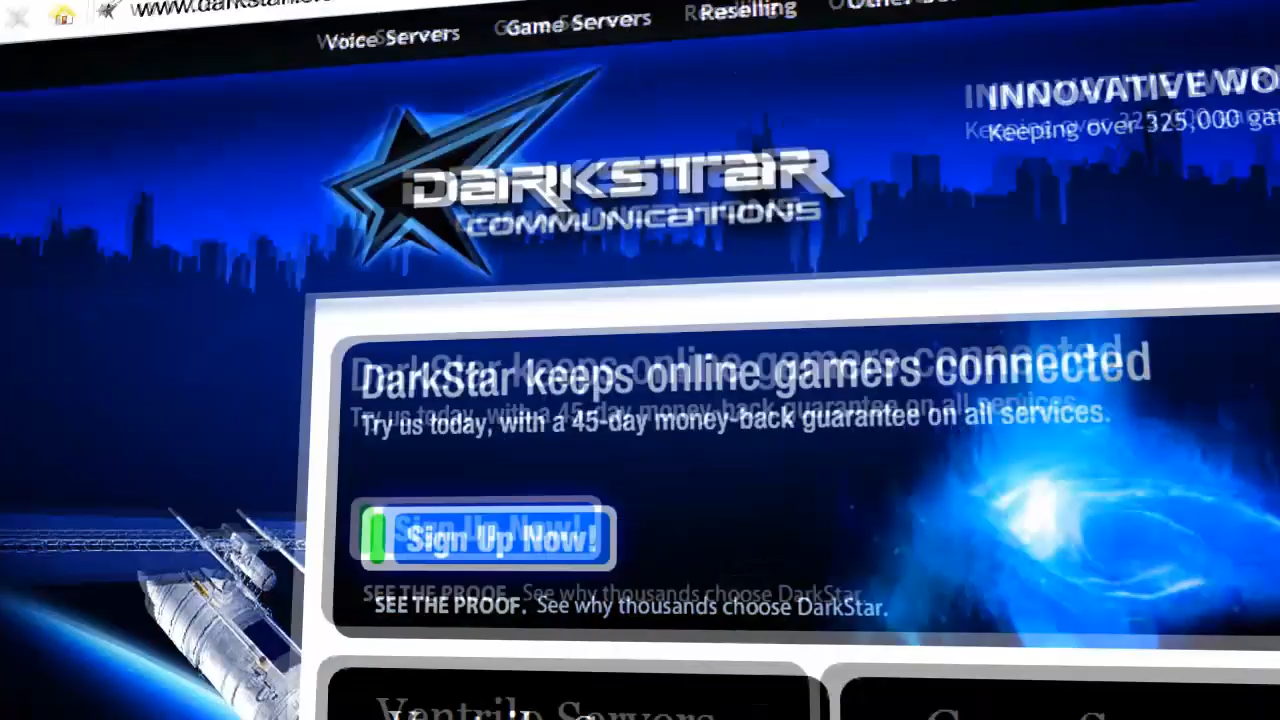 Voice Servers Game Servers Reselling
INNOVATIVE
Keeping over 325,000
DARKSTAR
COMMUNICATIONS
DarkStar keeps online gamers connected
Try us today, with a 45-day money-back guarantee on all services.
Sign Up Now!
SEE THE PROOF. See why thousands choose DarkStar.
Ventrilo Servers